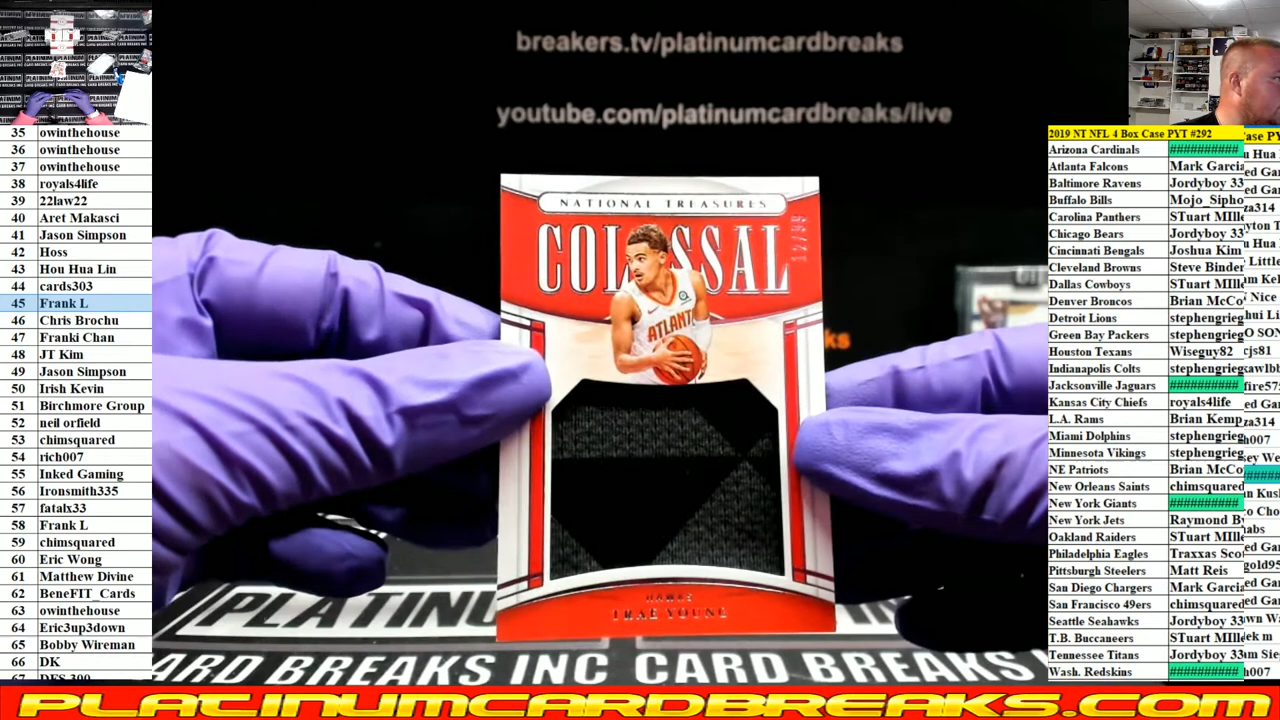 breakers.tv/platinumcardbreaks
youtube.com/platinumcardbreaks/live
35 owinthehouse
36 owinthehouse
37 owinthehouse
38 royals4life
39 22law22
40 Aret Makasci
41 Jason Simpson
42 Hoss
43 Hou Hua Lin
44 cards303
45 Frank L
46 Chris Brochu
47 Franki Chan
48 JT Kim
49 Jason Simpson
50 Irish Kevin
51 Birchmore Group
52 neil orfield
53 chimsquared
54 rich007
55 Inked Gaming
56 Ironsmith335
57 fatalx33
58 Frank L
59 chimsquared
60 Eric Wong
61 Matthew Divine
62 BeneFIT_Cards
63 owinthehouse
64 Eric3up3down
65 Bobby Wireman
66 DK
67 DFS 300
NATIONAL TREASURES
COLOSSAL
ATLANTA
HAWKS
TRAE YOUNG
2019 NT NFL 4 Box Case PYT #292
Arizona Cardinals ##########
Atlanta Falcons Mark Garcia
Baltimore Ravens Jordyboy 33
Buffalo Bills Mojo_Sipho
Carolina Panthers STuart MIlle
Chicago Bears Jordyboy 33
Cincinnati Bengals Joshua Kim
Cleveland Browns Steve Binder
Dallas Cowboys STuart MIlle
Denver Broncos Brian McCo
Detroit Lions stephengrieg
Green Bay Packers stephengrieg
Houston Texans Wiseguy82
Indianapolis Colts stephengrieg
Jacksonville Jaguars ##########
Kansas City Chiefs royals4life
L.A. Rams Brian Kemp
Miami Dolphins stephengrieg
Minnesota Vikings stephengrieg
NE Patriots Brian McCo
New Orleans Saints chimsquared
New York Giants ##########
New York Jets Raymond By
Oakland Raiders STuart MIlle
Philadelphia Eagles Traxxas Sco
Pittsburgh Steelers Matt Reis
San Diego Chargers Mark Garcia
San Francisco 49ers chimsquared
Seattle Seahawks Jordyboy 33
T.B. Buccaneers STuart MIlle
Tennessee Titans Jordyboy 33
Wash. Redskins ##########
PLATINUM
CARD BREAKS INC CARD BREAKS
PLATINUMCARDBREAKS.COM